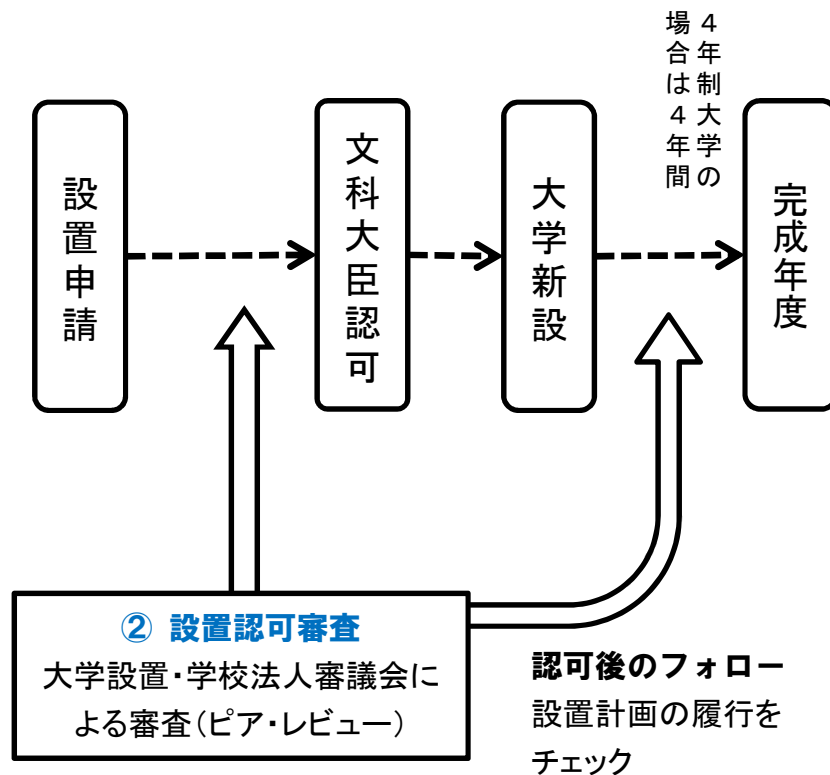 ４年制大学の
場合は４年間
設置申請
文科大臣認可
大学新設
完成年度
② 設置認可審査
大学設置・学校法人審議会に
よる審査（ピア・レビュー）
認可後のフォロー
設置計画の履行を
チェック